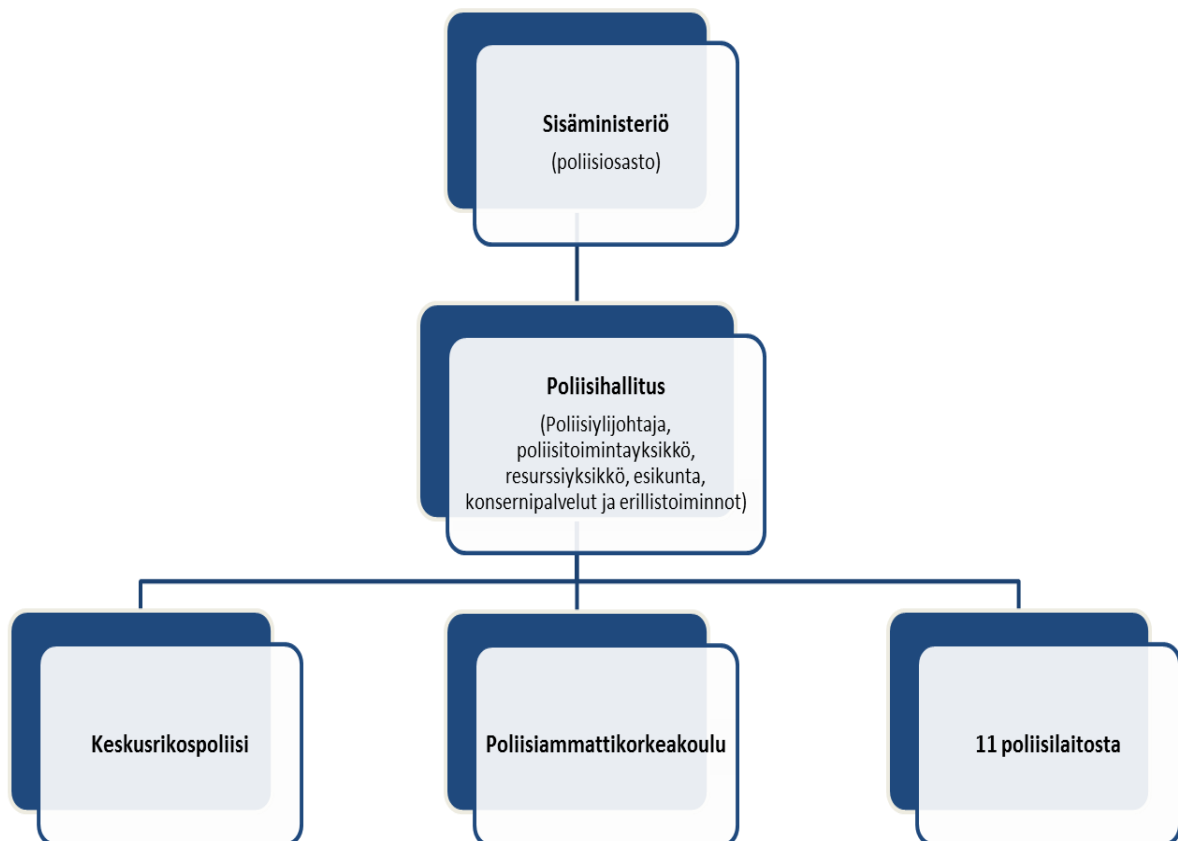 Sisäministeriö
(poliisiosasto)
Poliisihallitus
(Poliisiylijohtaja,
poliisitoimintayksikkö,
resurssiyksikkö, esikunta,
konsernipalvelut ja erillistoiminnot)
Keskusrikospoliisi
Poliisiammattikorkeakoulu
11 poliisilaitosta